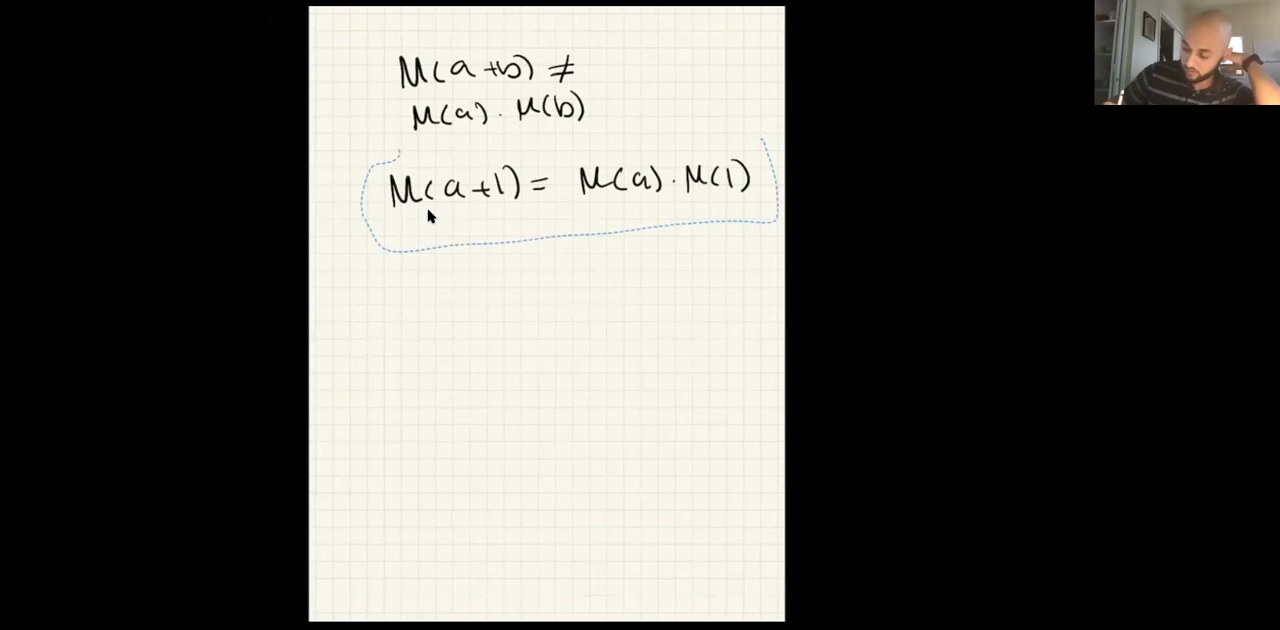 M(a+b) ≠
M(a) · M(b)
M(a+1) = M(a) · M(1)